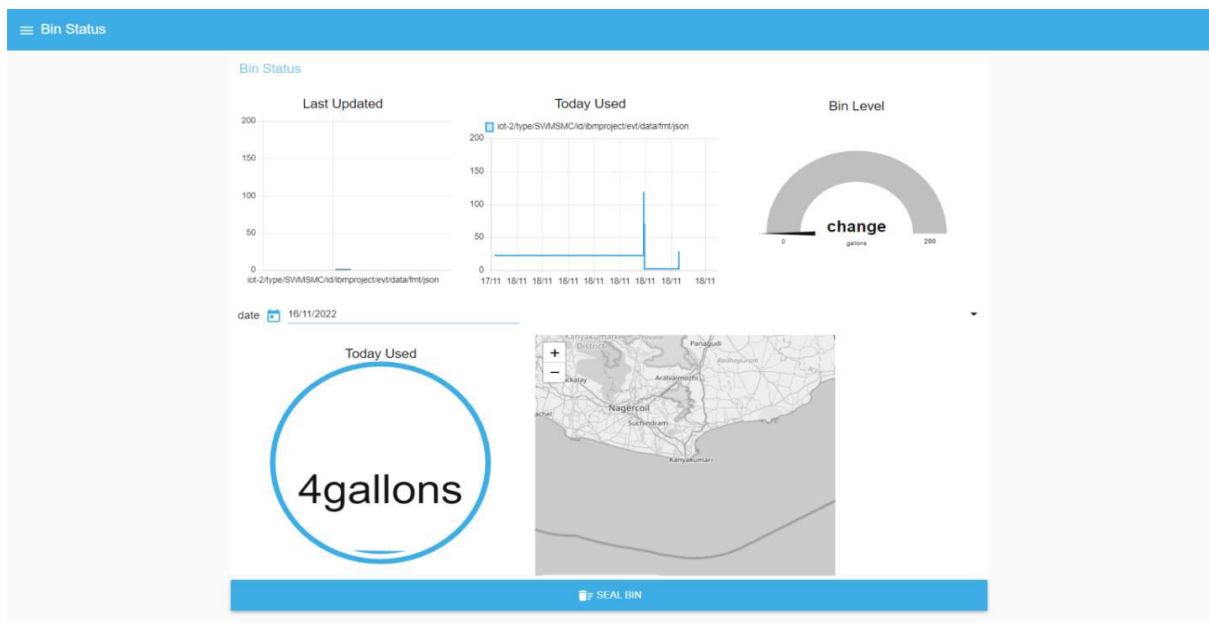 Bin Status
Bin Status
Last Updated
200
150
100
50
0
iot-2/type/SWMSMC/id/ibmproject/evt/data/fmt/json
Today Used
iot-2/type/SWMSMC/id/ibmproject/evt/data/fmt/json
200
150
100
50
0
17/11 18/11 18/11 18/11 18/11 18/11 18/11 18/11 18/11
Bin Level
change
0 gallons 200
date 16/11/2022
Today Used
4gallons
+
−
Kanyakumari
District
Panagudi
Radhapuram
Aralvaimozhi
Nagercoil
Suchindram
Kanyakumari
SEAL BIN